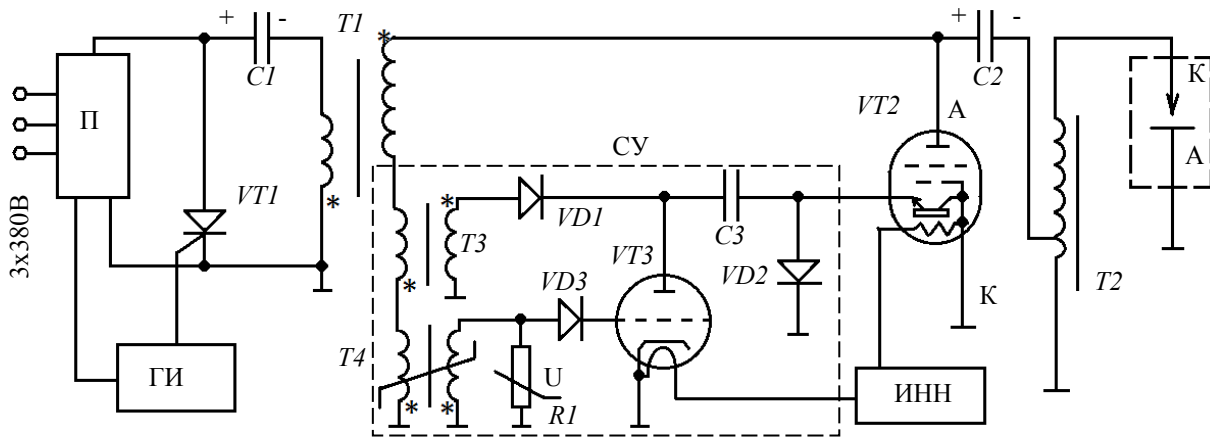 + -
T1
*
+ -
C1
C2
К
П
VT2
А
СУ
А
3x380В
VT1
*
*
VD1
C3
T3
VT3
VD2
*
VD3
К
T2
T4
ГИ
U
ИНН
*
*
R1